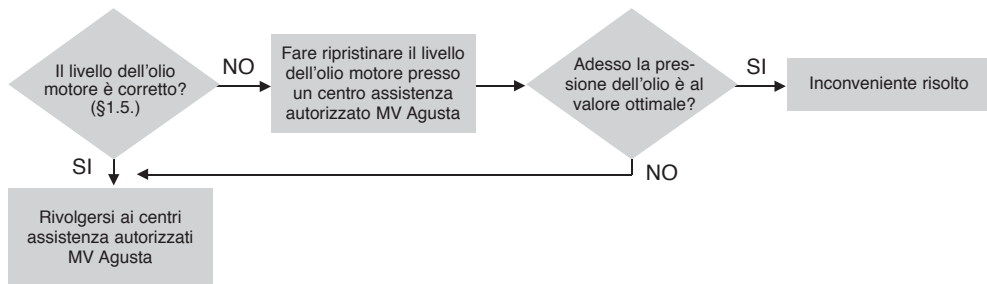 Il livello dell'olio
motore è corretto?
(§1.5.)
NO
Fare ripristinare il livello
dell'olio motore presso
un centro assistenza
autorizzato MV Agusta
Adesso la pres-
sione dell'olio è al
valore ottimale?
SI
Inconveniente risolto
SI
NO
Rivolgersi ai centri
assistenza autorizzati
MV Agusta